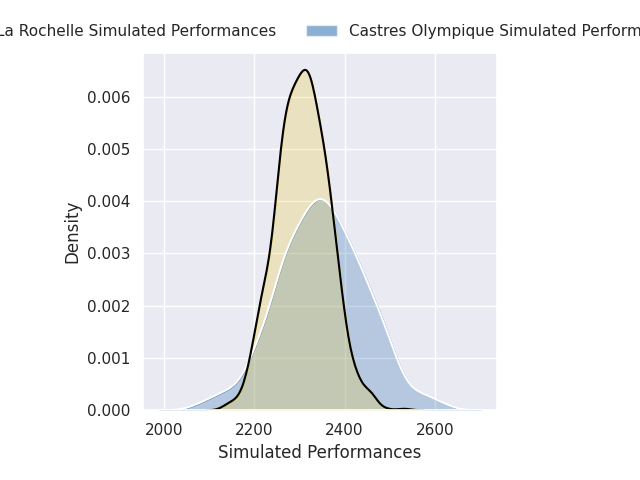 La Rochelle Simulated Performances Castres Olympique Simulated
0.006
0.005
0.004
0.003
0.002
0.001
0.000
Density
2000 2200 2400 2600
Simulated Performances